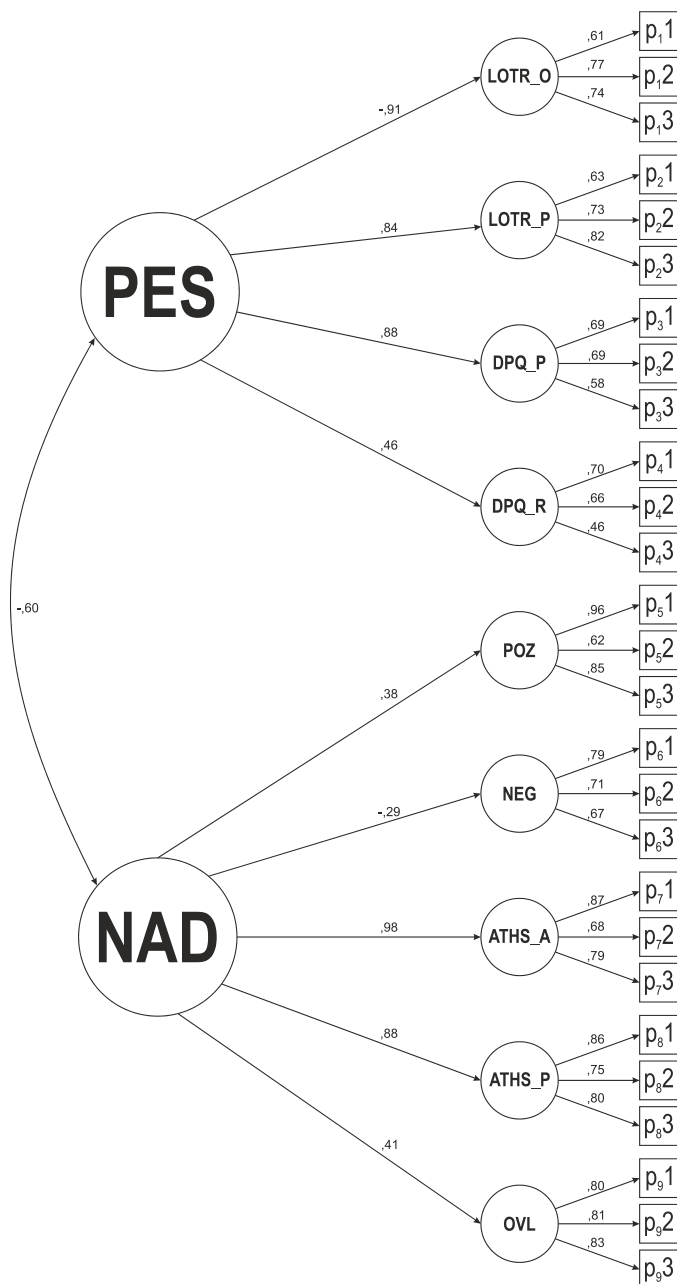 ,61
p₁1
LOTR_O
,77
p₁2
,74
p₁3
-,91
,63
p₂1
LOTR_P
,73
p₂2
,84
,82
p₂3
PES
,69
p₃1
,88
DPQ_P
,69
p₃2
,58
p₃3
,46
,70
p₄1
DPQ_R
,66
p₄2
,46
p₄3
-,60
,96
p₅1
POZ
,62
p₅2
,85
p₅3
,38
,79
p₆1
NEG
,71
p₆2
-,29
,67
p₆3
NAD
,87
p₇1
,98
ATHS_A
,68
p₇2
,79
p₇3
,88
,86
p₈1
ATHS_P
,75
p₈2
,80
p₈3
,41
,80
p₉1
OVL
,81
p₉2
,83
p₉3